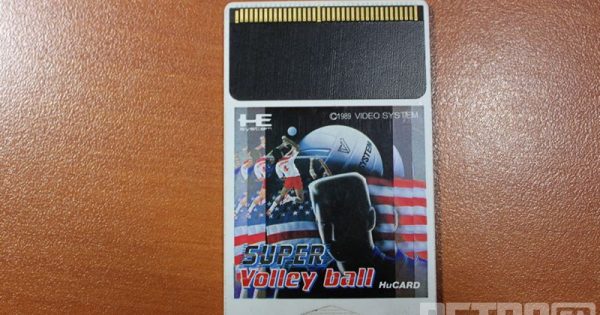 HE
SYSTEM
©1989 VIDEO SYSTEM
SUPER
Volley ball
HuCARD